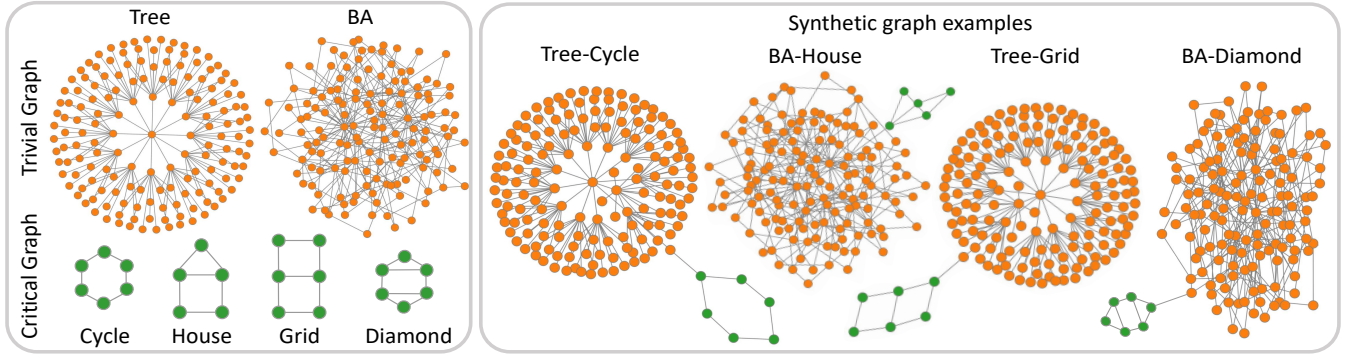 Tree
BA
Trivial Graph
Critical Graph
Cycle
House
Grid
Diamond
Synthetic graph examples
Tree-Cycle
BA-House
Tree-Grid
BA-Diamond